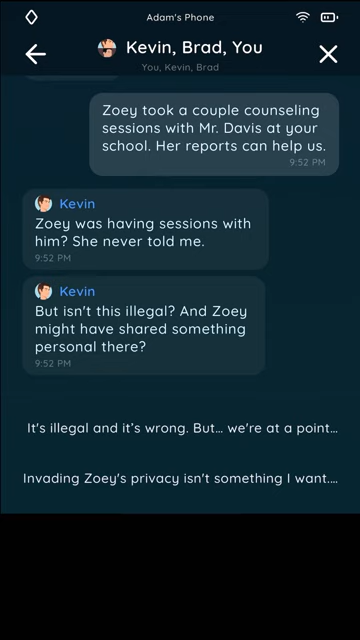 Adam's Phone
Kevin, Brad, You
You, Kevin, Brad
Zoey took a couple counseling
sessions with Mr. Davis at your
school. Her reports can help us.
9:52 PM
Kevin
Zoey was having sessions with
him? She never told me.
9:52 PM
Kevin
But isn't this illegal? And Zoey
might have shared something
personal there?
9:52 PM
It's illegal and it's wrong. But... we're at a point...
Invading Zoey's privacy isn't something I want....